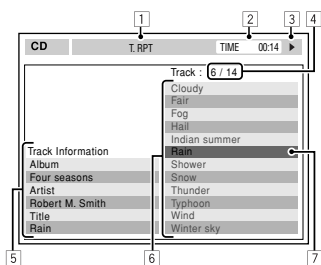 1 2 3 4
CD T. RPT TIME 00:14
Track : 6 / 14
Cloudy
Fair
Fog
Hail
Indian summer
Rain
Shower
Snow
Thunder
Typhoon
Wind
Winter sky
Track Information
Album
Four seasons
Artist
Robert M. Smith
Title
Rain
5 6 7